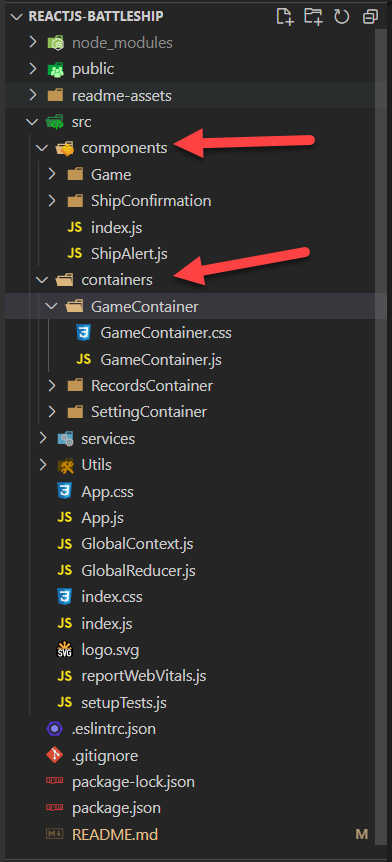 REACTJS-BATTLESHIP
node_modules
public
readme-assets
src
components
Game
ShipConfirmation
JS index.js
JS ShipAlert.js
containers
GameContainer
GameContainer.css
JS GameContainer.js
RecordsContainer
SettingContainer
services
Utils
App.css
JS App.js
JS GlobalContext.js
JS GlobalReducer.js
index.css
JS index.js
SVG logo.svg
JS reportWebVitals.js
JS setupTests.js
.eslintrc.json
.gitignore
package-lock.json
package.json
README.md M